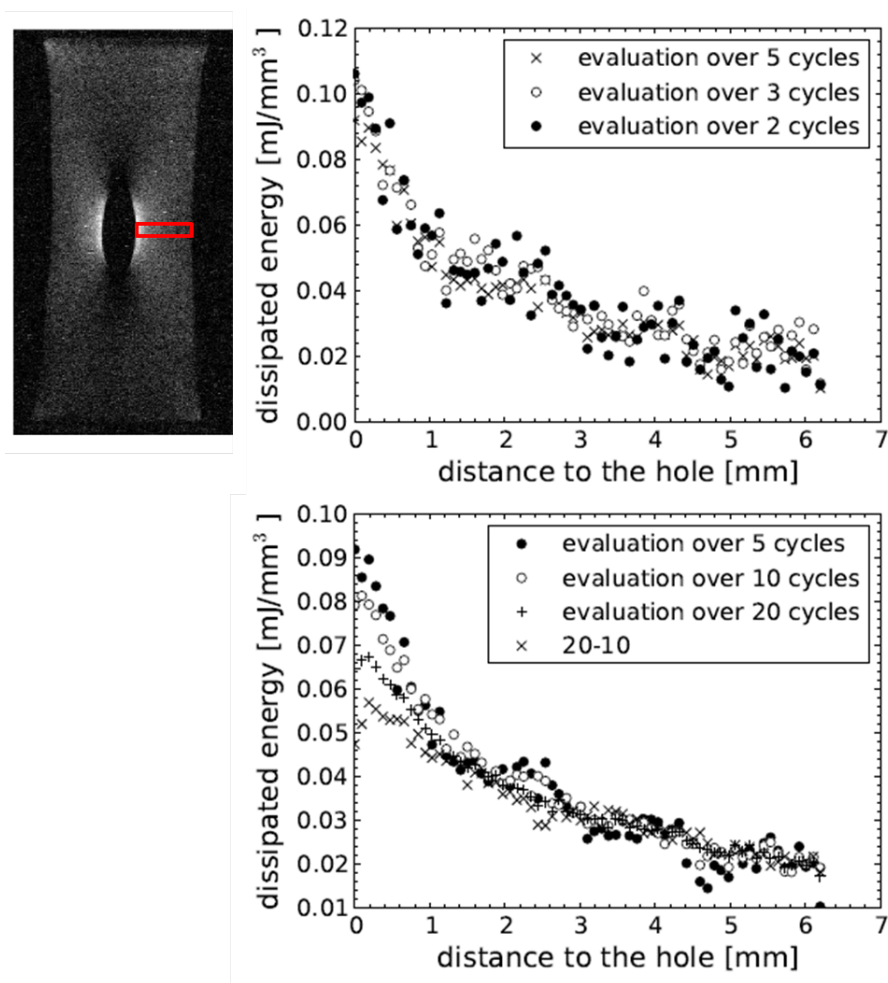 0.12
0.10
0.08
0.06
0.04
0.02
0.00
dissipated energy [mJ/mm³ ]
× evaluation over 5 cycles
○ evaluation over 3 cycles
● evaluation over 2 cycles
0 1 2 3 4 5 6 7
distance to the hole [mm]
0.10
0.09
0.08
0.07
0.06
0.05
0.04
0.03
0.02
0.01
dissipated energy [mJ/mm³ ]
● evaluation over 5 cycles
○ evaluation over 10 cycles
+ evaluation over 20 cycles
× 20-10
0 1 2 3 4 5 6 7
distance to the hole [mm]